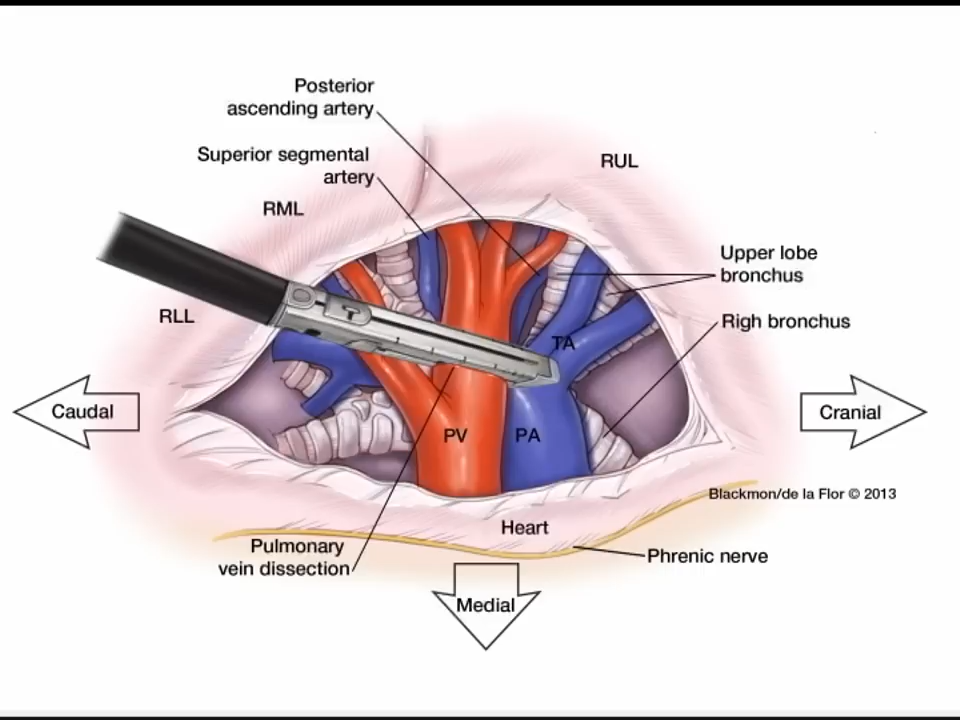 Posterior
ascending artery
Superior segmental
artery
RUL
RML
Upper lobe
bronchus
RLL
Righ bronchus
TA
Caudal
Cranial
PV
PA
Blackmon/de la Flor © 2013
Heart
Pulmonary
vein dissection
Phrenic nerve
Medial